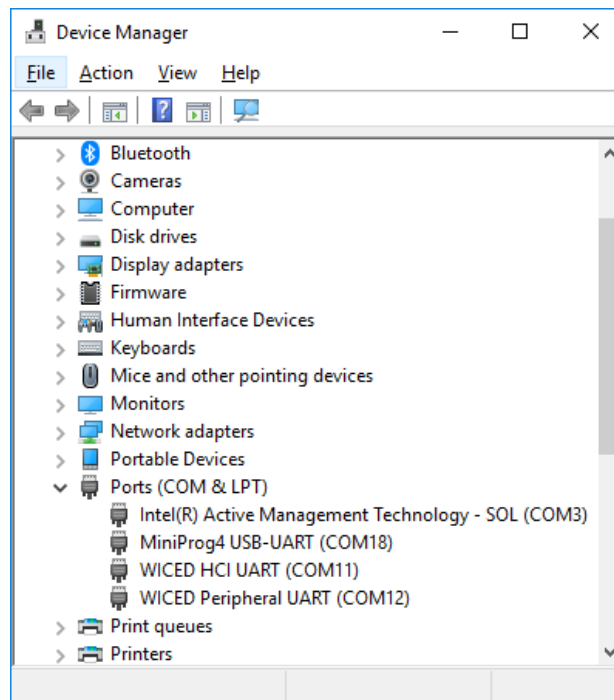 Device Manager
File Action View Help
Bluetooth
Cameras
Computer
Disk drives
Display adapters
Firmware
Human Interface Devices
Keyboards
Mice and other pointing devices
Monitors
Network adapters
Portable Devices
Ports (COM & LPT)
Intel(R) Active Management Technology - SOL (COM3)
MiniProg4 USB-UART (COM18)
WICED HCI UART (COM11)
WICED Peripheral UART (COM12)
Print queues
Printers